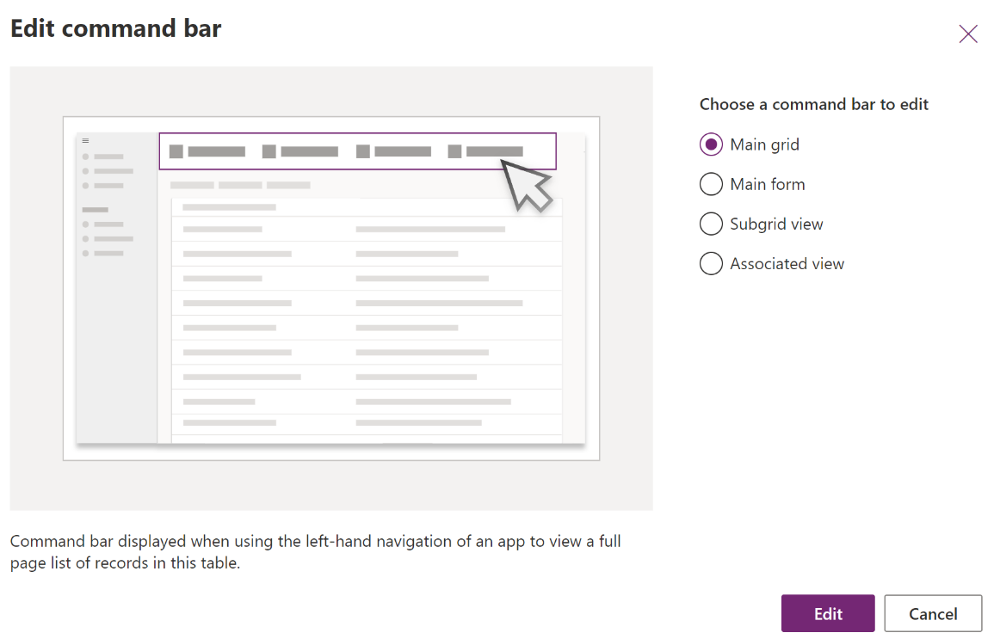 Edit command bar
Choose a command bar to edit
Main grid
Main form
Subgrid view
Associated view
Command bar displayed when using the left-hand navigation of an app to view a full
page list of records in this table.
Edit
Cancel